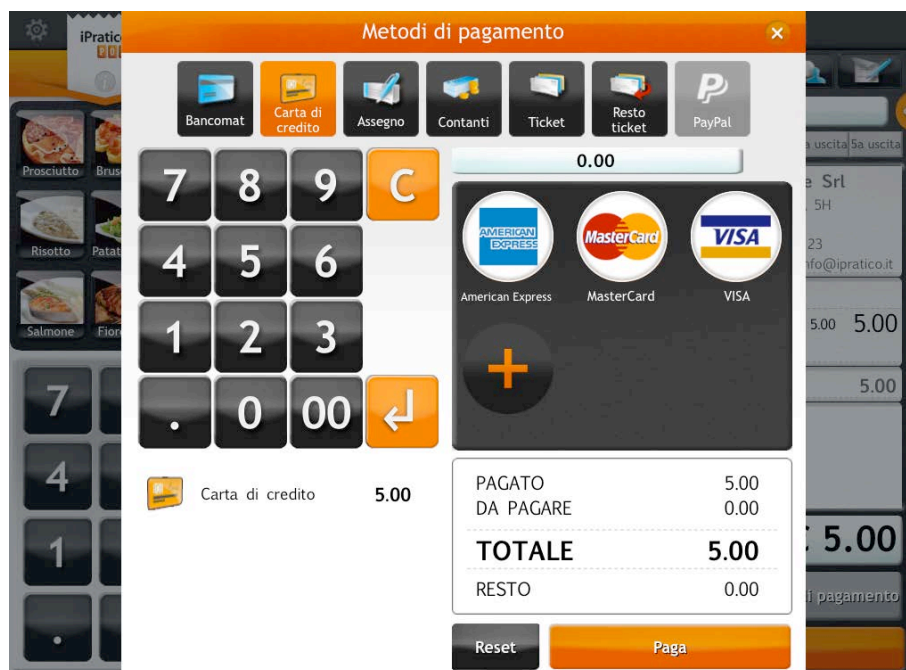 iPratico
Metodi di pagamento
Bancomat
Carta di
credito
Assegno
Contanti
Ticket
Resto
ticket
PayPal
0.00
7 8 9 C
4 5 6
1 2 3
. 0 00
AMERICAN
EXPRESS
MasterCard
VISA
American Express
MasterCard
VISA
+
Carta di credito 5.00
PAGATO 5.00
DA PAGARE 0.00
TOTALE 5.00
RESTO 0.00
Reset
Paga
Prosciutto
Risotto
Salmone
7
4
1
.
uscita 5a uscita
Srl
5H
23
nfo@ipratico.it
5.00 5.00
5.00
5.00
di pagamento